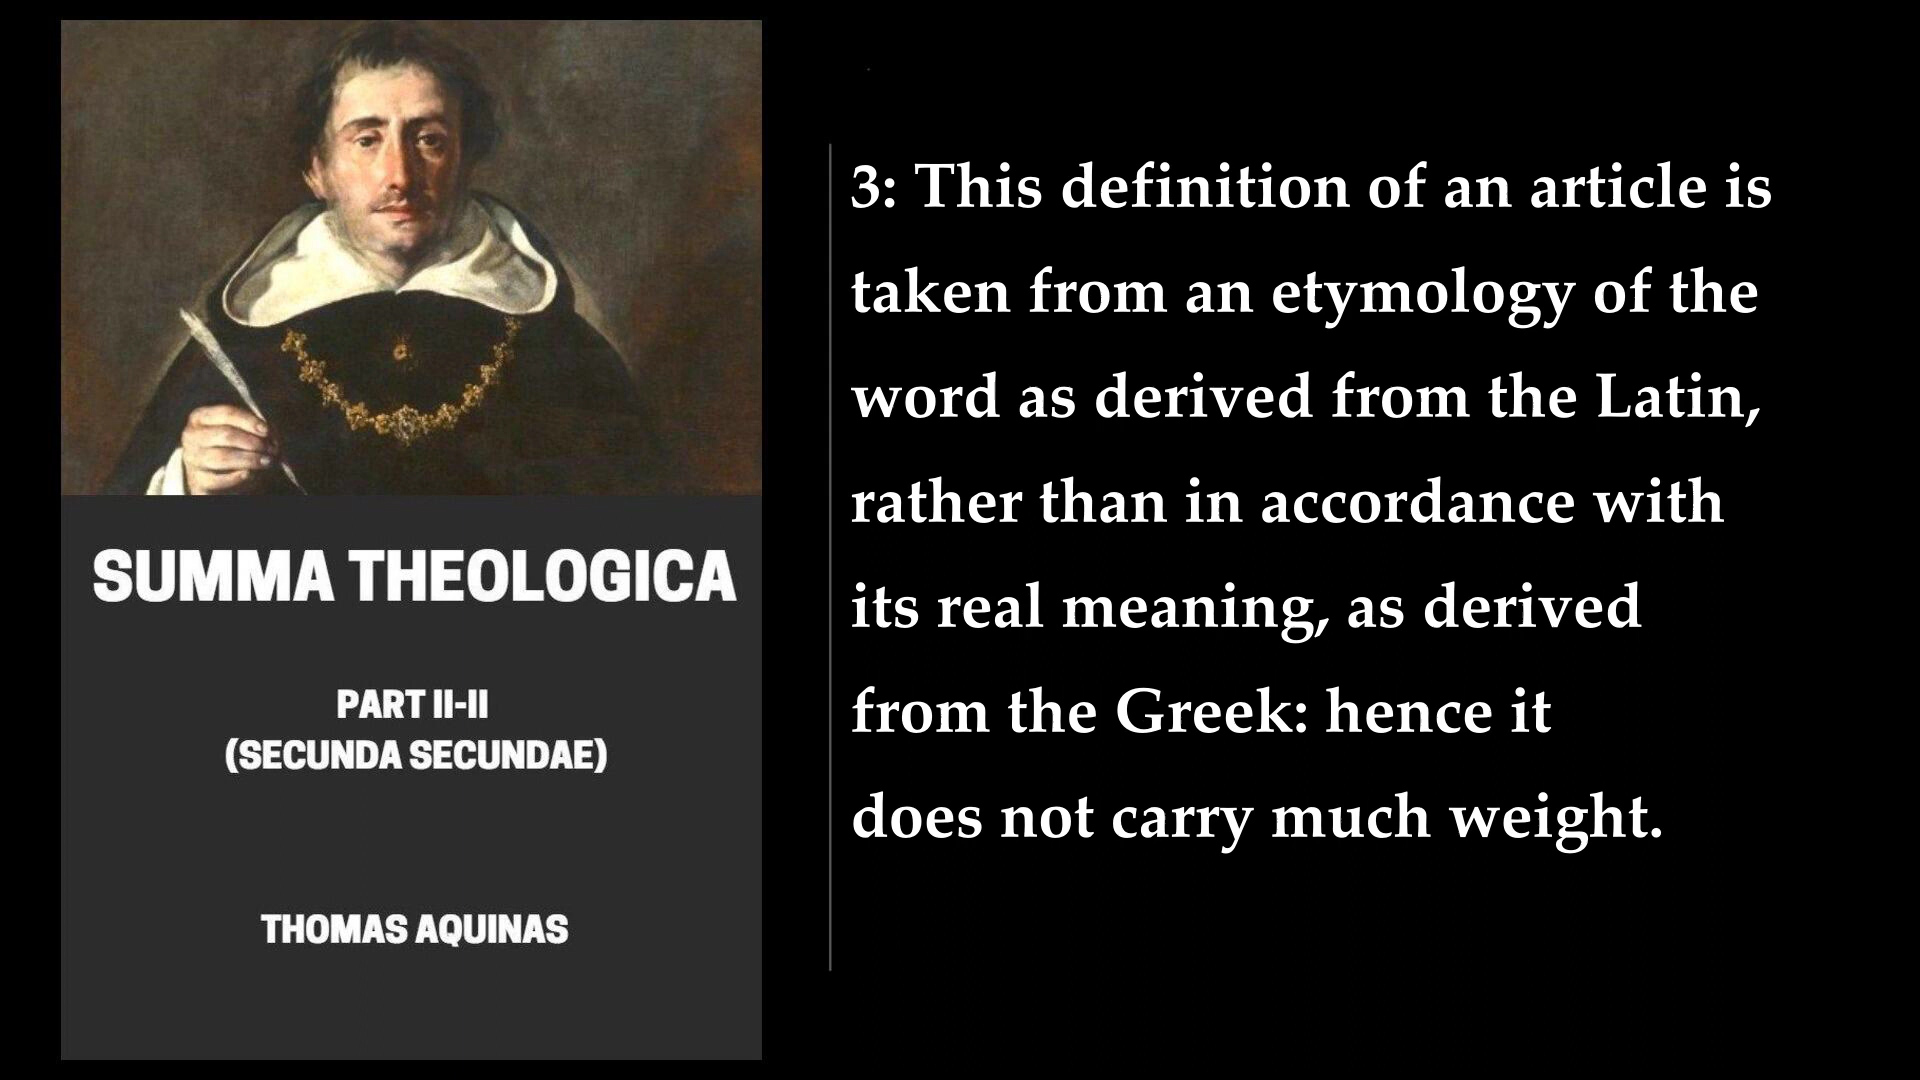 SUMMA THEOLOGICA
PART II-II
(SECUNDA SECUNDAE)
THOMAS AQUINAS
3: This definition of an article is
taken from an etymology of the
word as derived from the Latin,
rather than in accordance with
its real meaning, as derived
from the Greek: hence it
does not carry much weight.